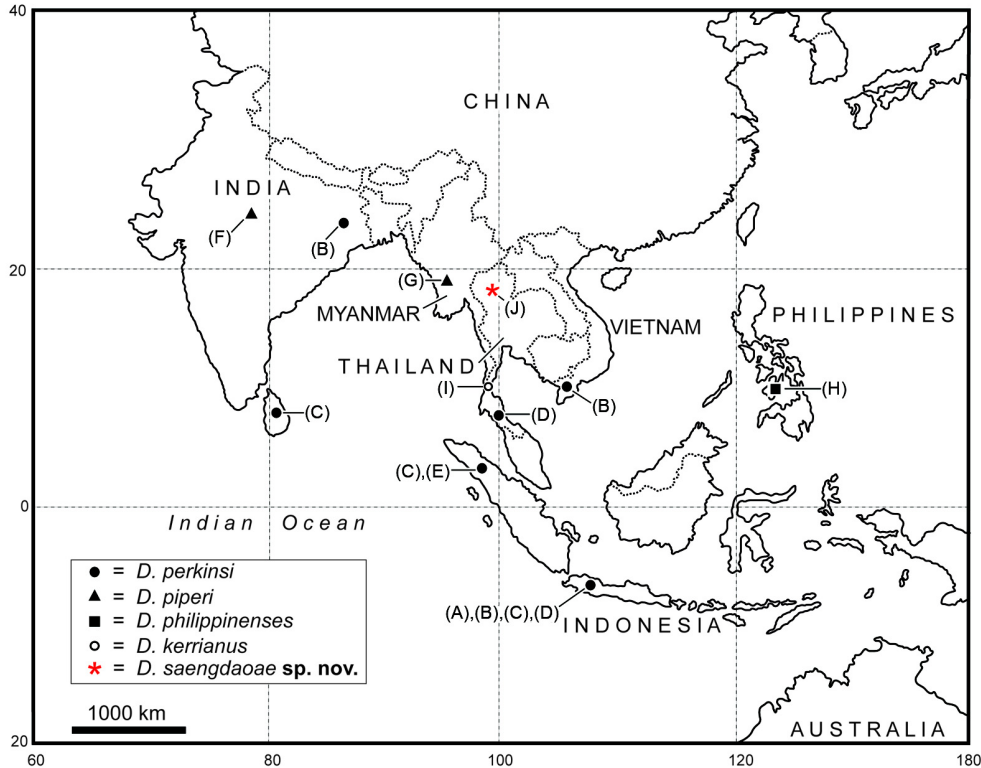 40
CHINA
INDIA
(F)
(B)
20
(G)
(J)
MYANMAR
VIETNAM
PHILIPPINES
THAILAND
(I)
(B)
(H)
(C)
(D)
(C),(E)
0
Indian Ocean
● = D. perkinsi
▲ = D. piperi
■ = D. philippinenses
○ = D. kerrianus
* = D. saengdaoae sp. nov.
(A),(B),(C),(D)
INDONESIA
1000 km
AUSTRALIA
20
60 80 100 120 180